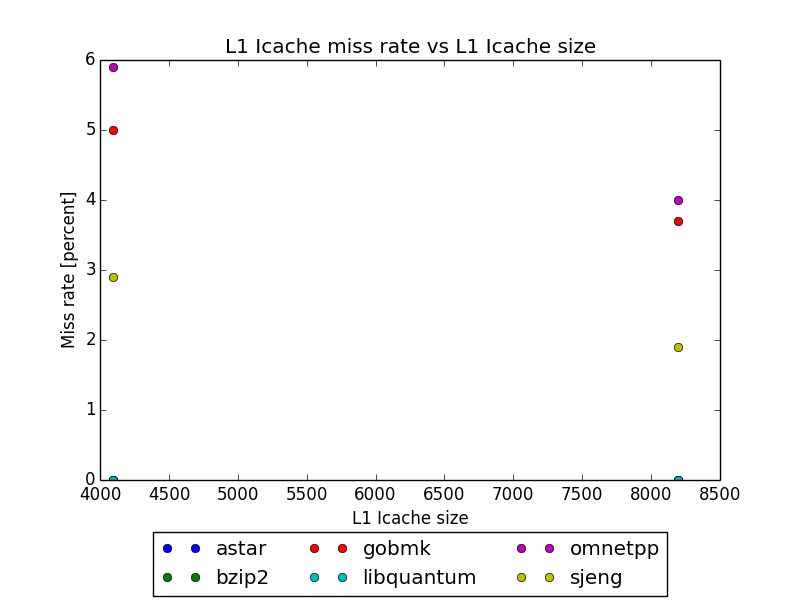 L1 Icache miss rate vs L1 Icache size
6
5
4
3
2
1
0
Miss rate [percent]
4000 4500 5000 5500 6000 6500 7000 7500 8000 8500
L1 Icache size
astar gobmk omnetpp
bzip2 libquantum sjeng